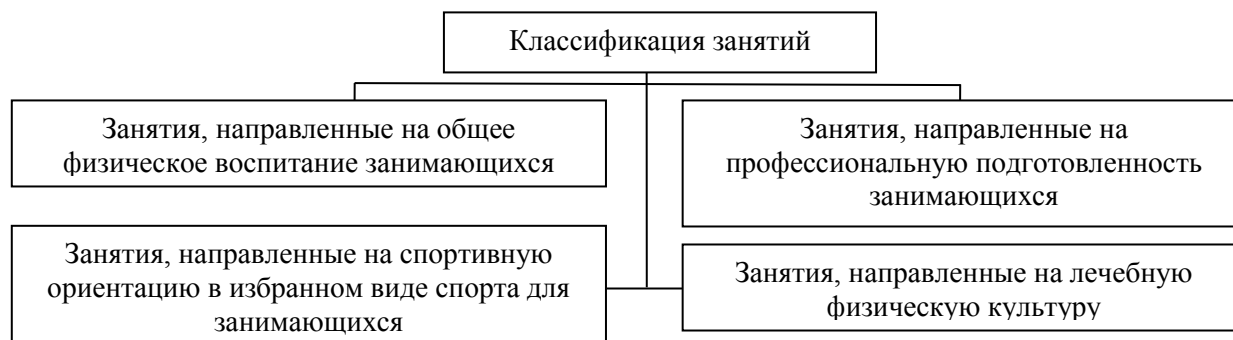 Классификация занятий
Занятия, направленные на общее
физическое воспитание занимающихся
Занятия, направленные на
профессиональную подготовленность
занимающихся
Занятия, направленные на спортивную
ориентацию в избранном виде спорта для
занимающихся
Занятия, направленные на лечебную
физическую культуру